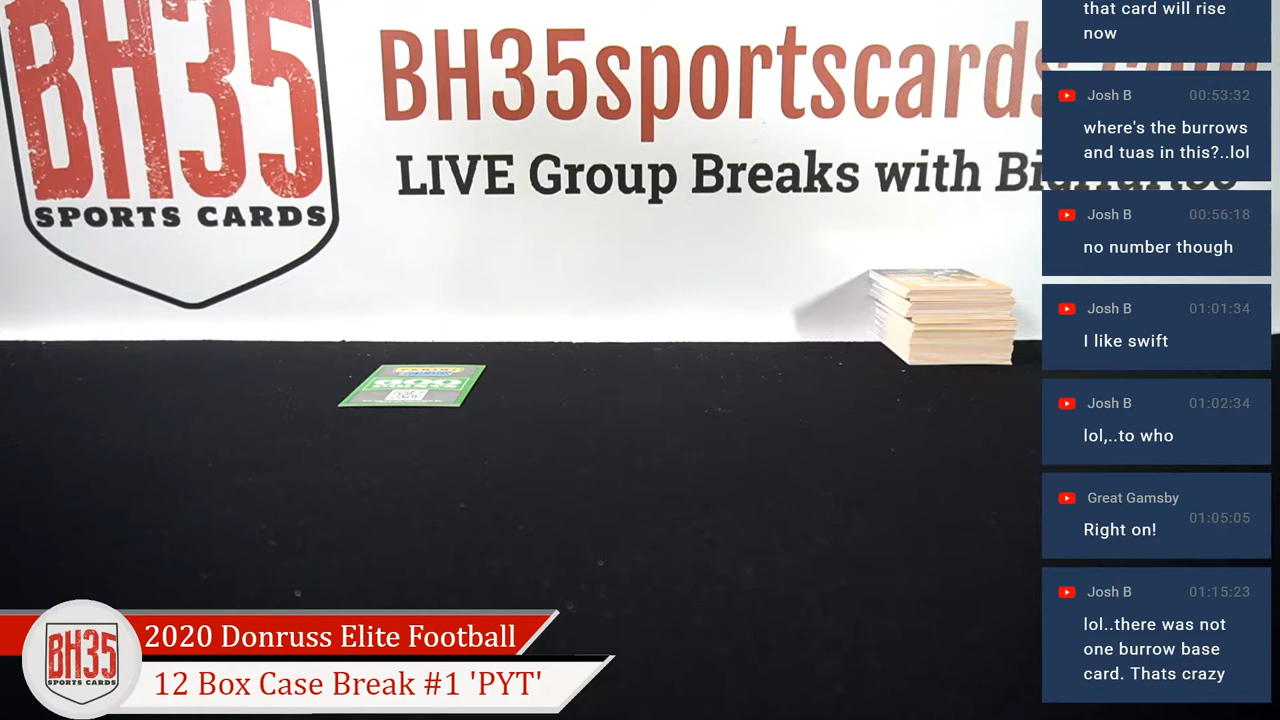 BH35
SPORTS CARDS
BH35sportscards.com
LIVE Group Breaks with
that card will rise
now
Josh B 00:53:32
where's the burrows
and tuas in this?..lol
Josh B 00:56:18
no number though
Josh B 01:01:34
I like swift
Josh B 01:02:34
lol,..to who
Great Gamsby 01:05:05
Right on!
Josh B 01:15:23
lol..there was not
one burrow base
card. Thats crazy
BH35
SPORTS CARDS
2020 Donruss Elite Football
12 Box Case Break #1 'PYT'